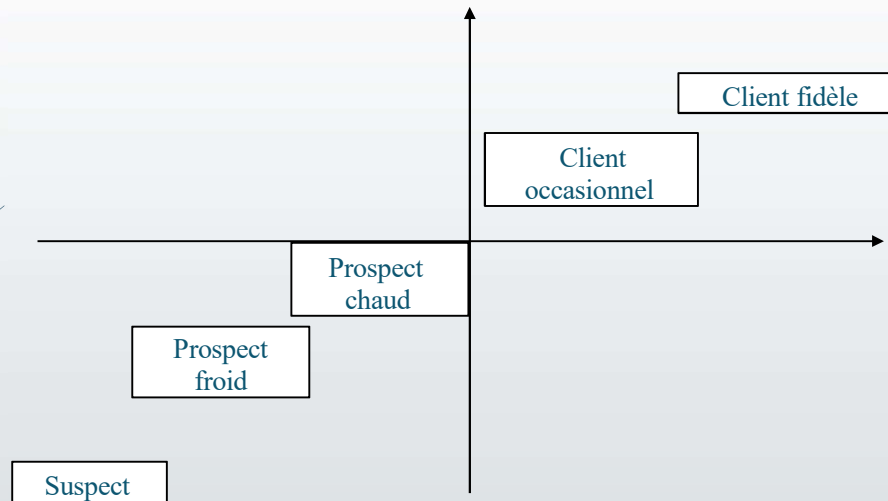 Client fidèle
Client
occasionnel
Prospect
chaud
Prospect
froid
Suspect